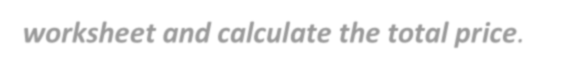 worksheet and calculate the total price.